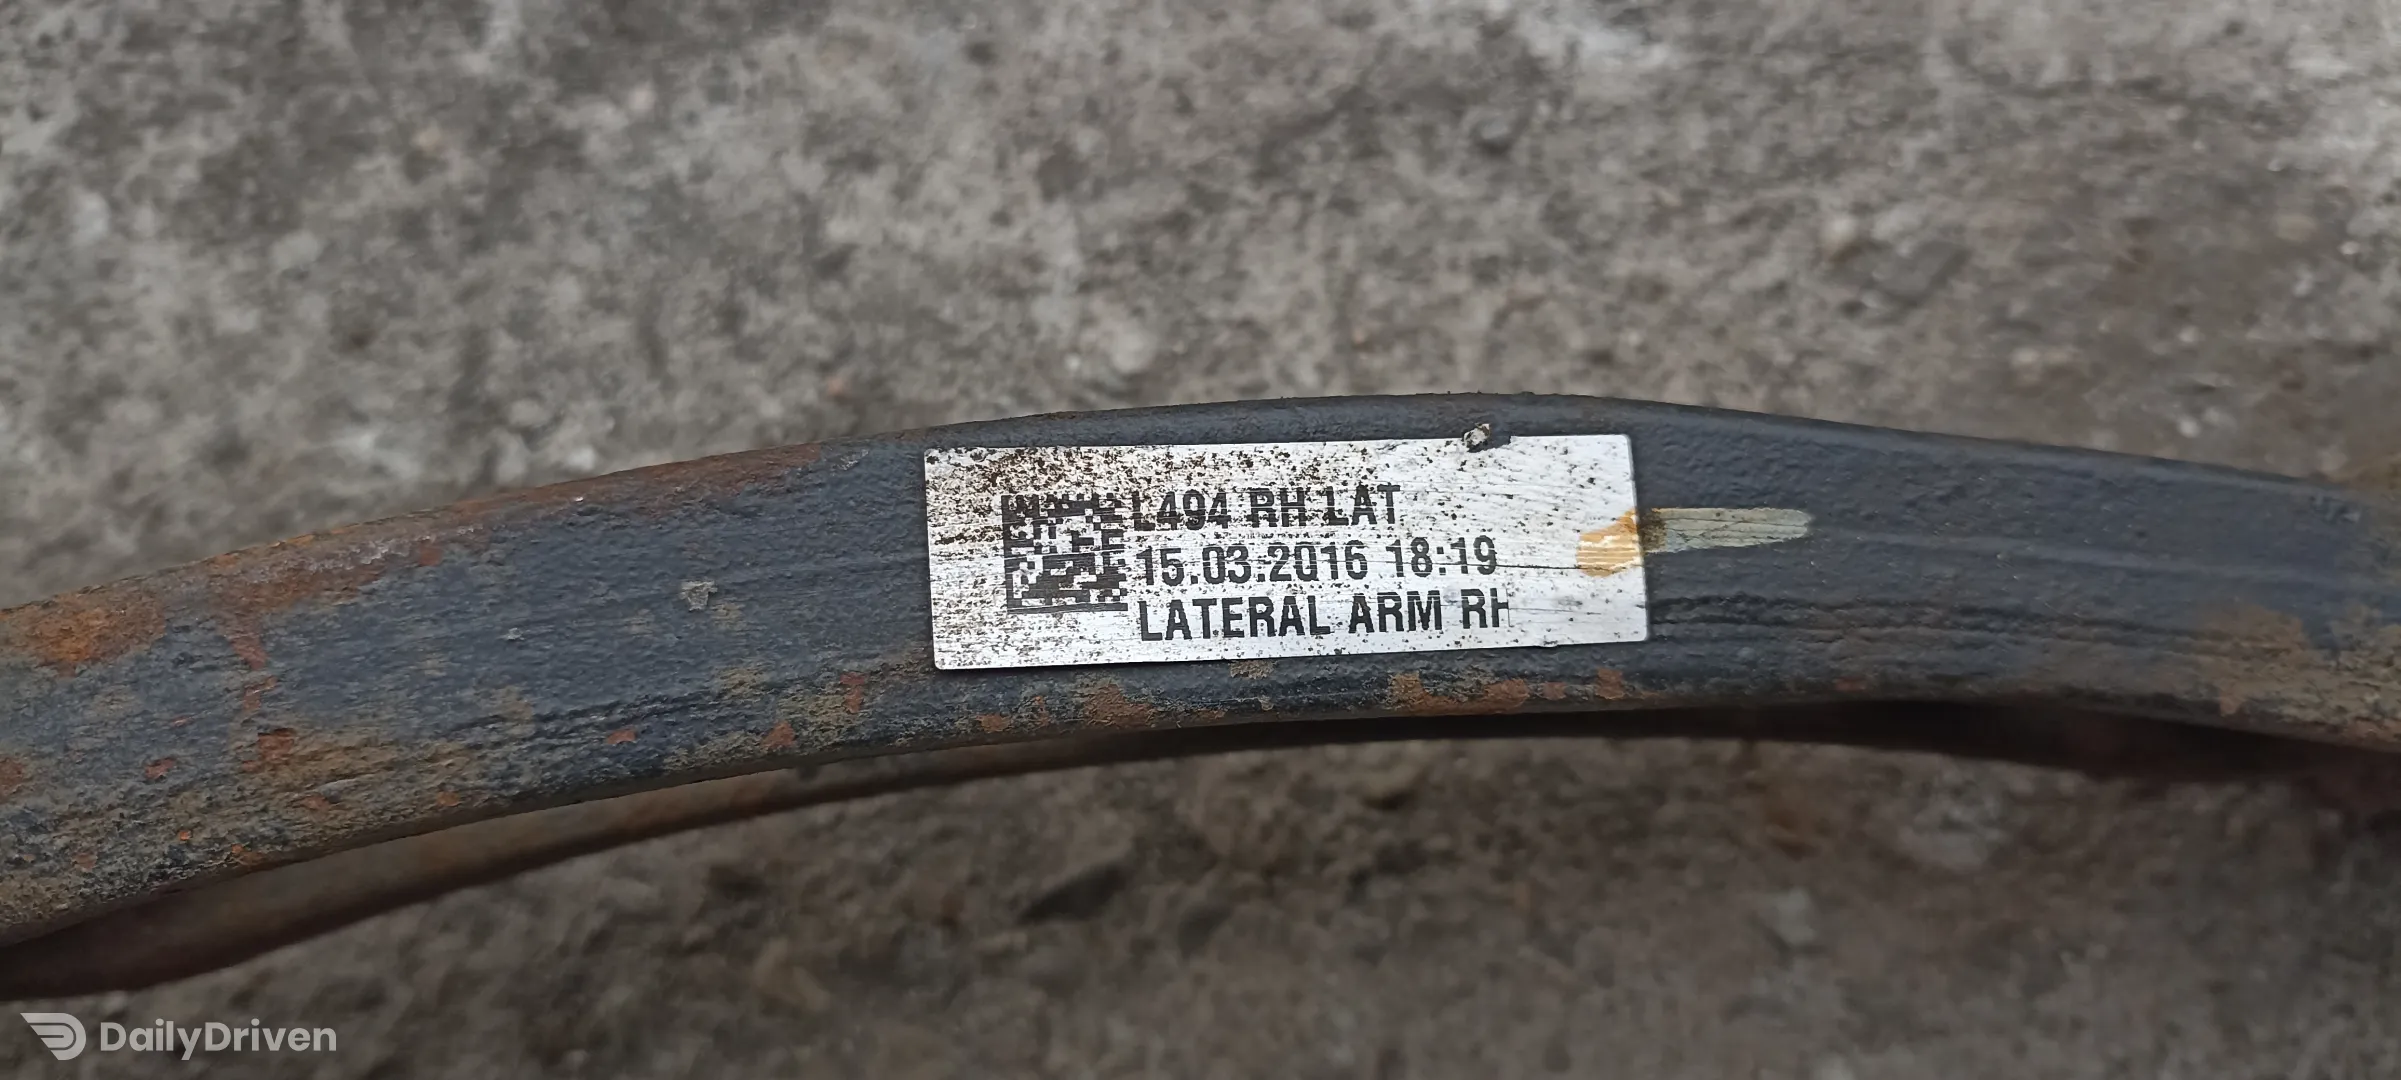 L494 RH LAT
15.03.2016 18:19
LATERAL ARM RH
DailyDriven